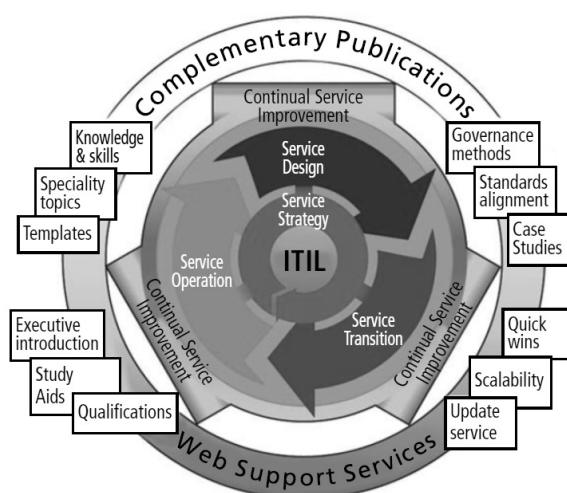 Complementary Publications
Continual Service
Improvement
Knowledge
& skills
Speciality
topics
Templates
Governance
methods
Standards
alignment
Case
Studies
Service
Design
Service
Strategy
ITIL
Service
Operation
Service
Transition
Continual Service
Improvement
Continual Service
Improvement
Executive
introduction
Study
Aids
Qualifications
Quick
wins
Scalability
Update
service
Web Support Services